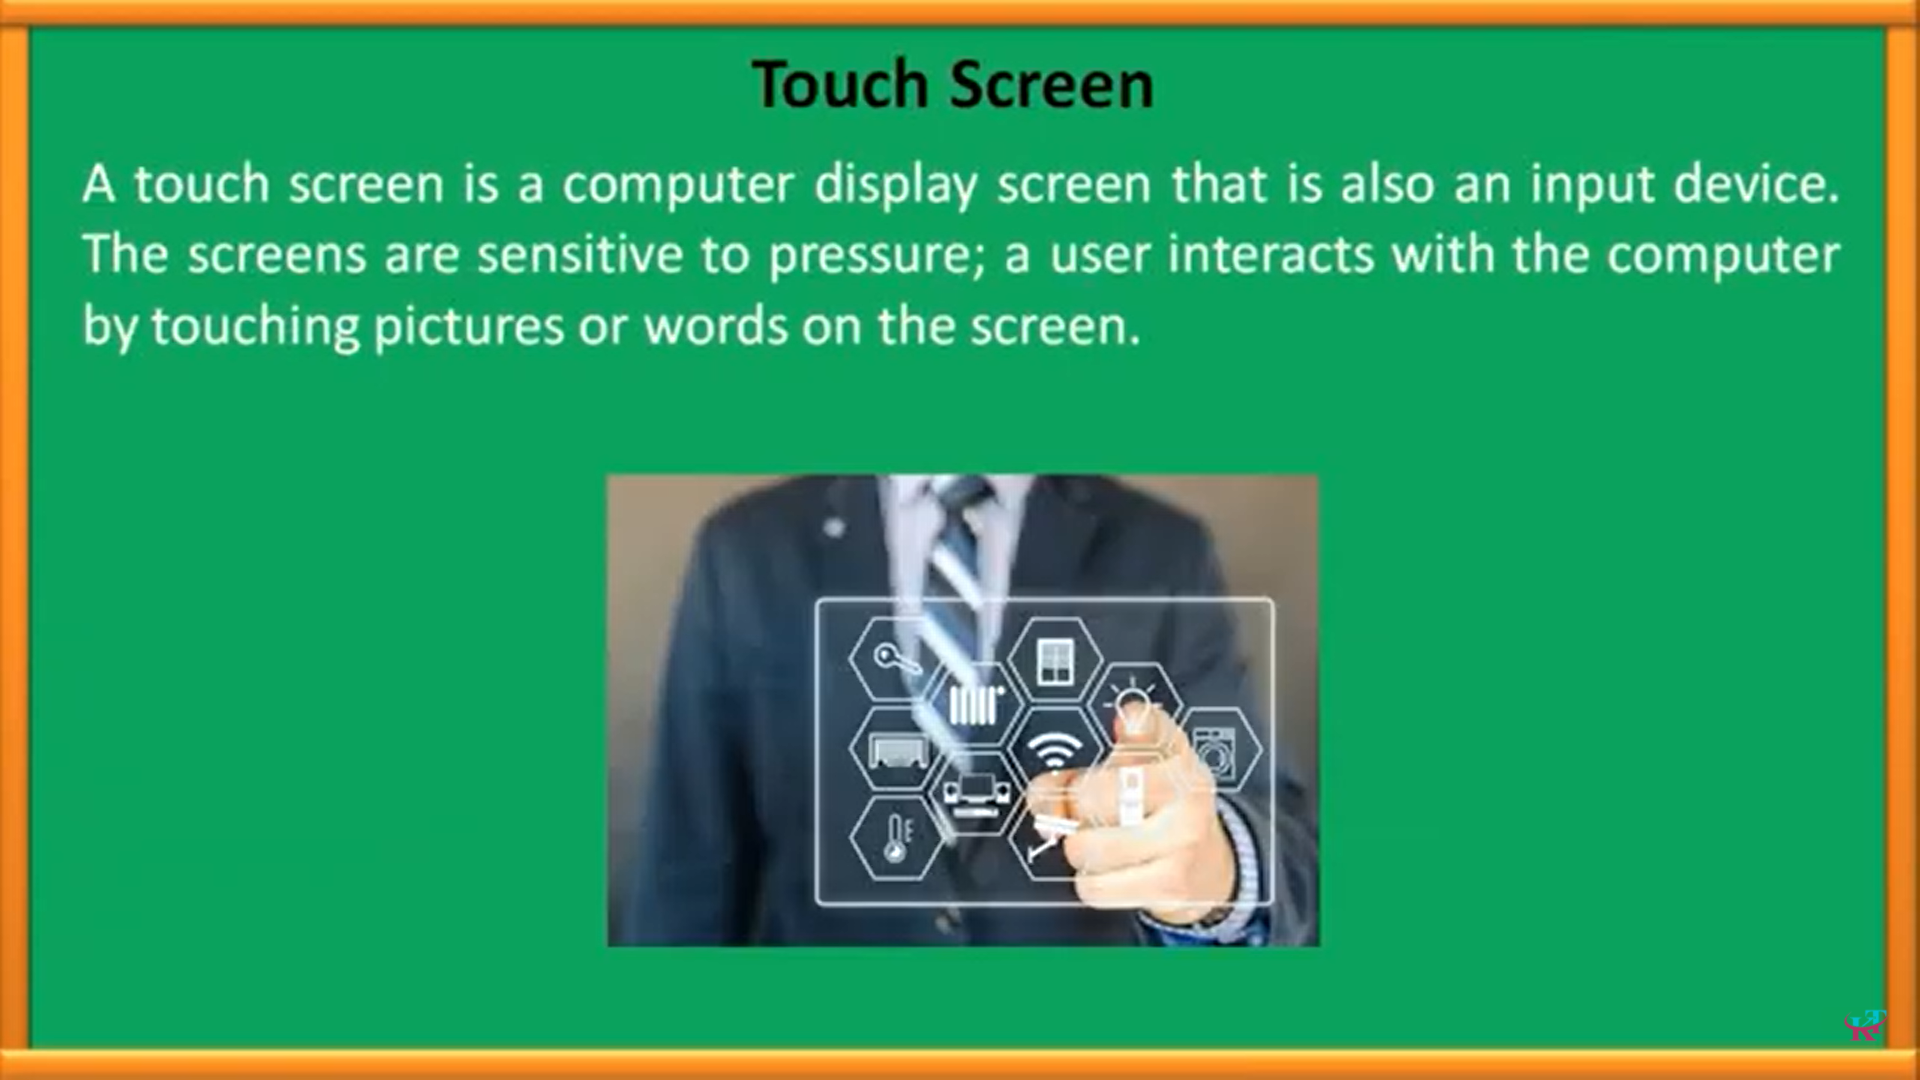 Touch Screen
A touch screen is a computer display screen that is also an input device.
The screens are sensitive to pressure; a user interacts with the computer
by touching pictures or words on the screen.